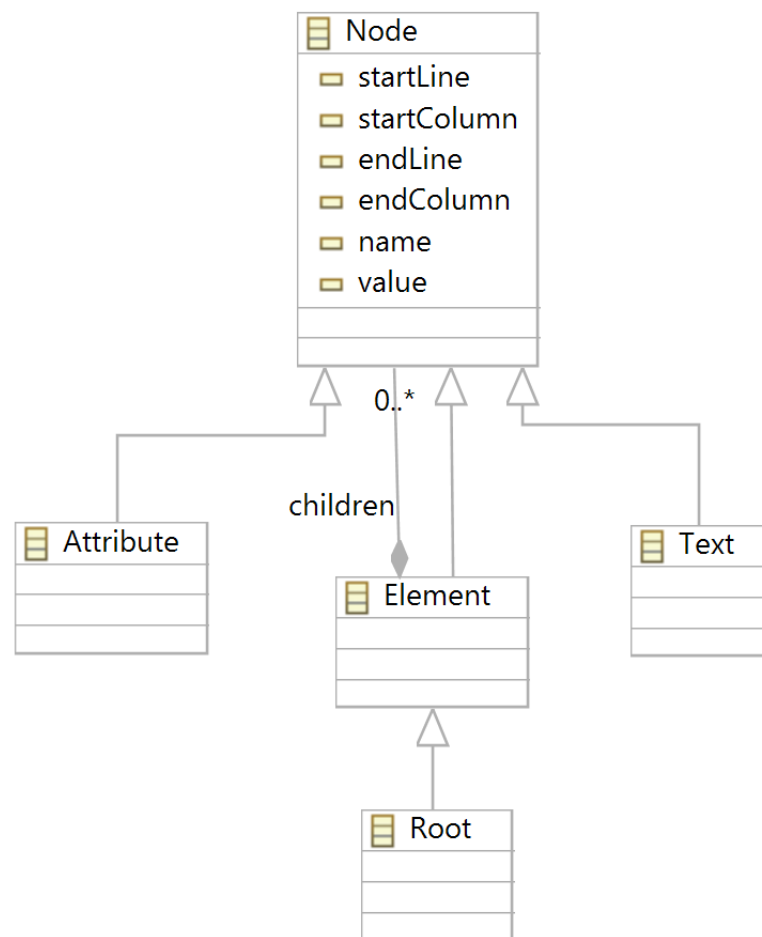 Node
startLine
startColumn
endLine
endColumn
name
value
0..*
children
Attribute
Element
Text
Root